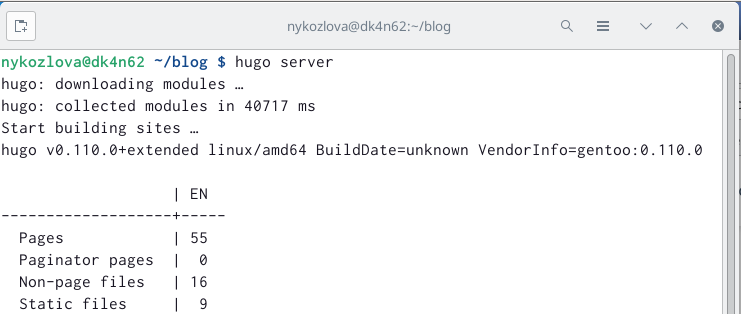 nykozlova@dk4n62:~/blog
nykozlova@dk4n62 ~/blog $ hugo server
hugo: downloading modules …
hugo: collected modules in 40717 ms
Start building sites …
hugo v0.110.0+extended linux/amd64 BuildDate=unknown VendorInfo=gentoo:0.110.0
                   | EN
-------------------+-----
  Pages            | 55
  Paginator pages  |  0
  Non-page files   | 16
  Static files     |  9